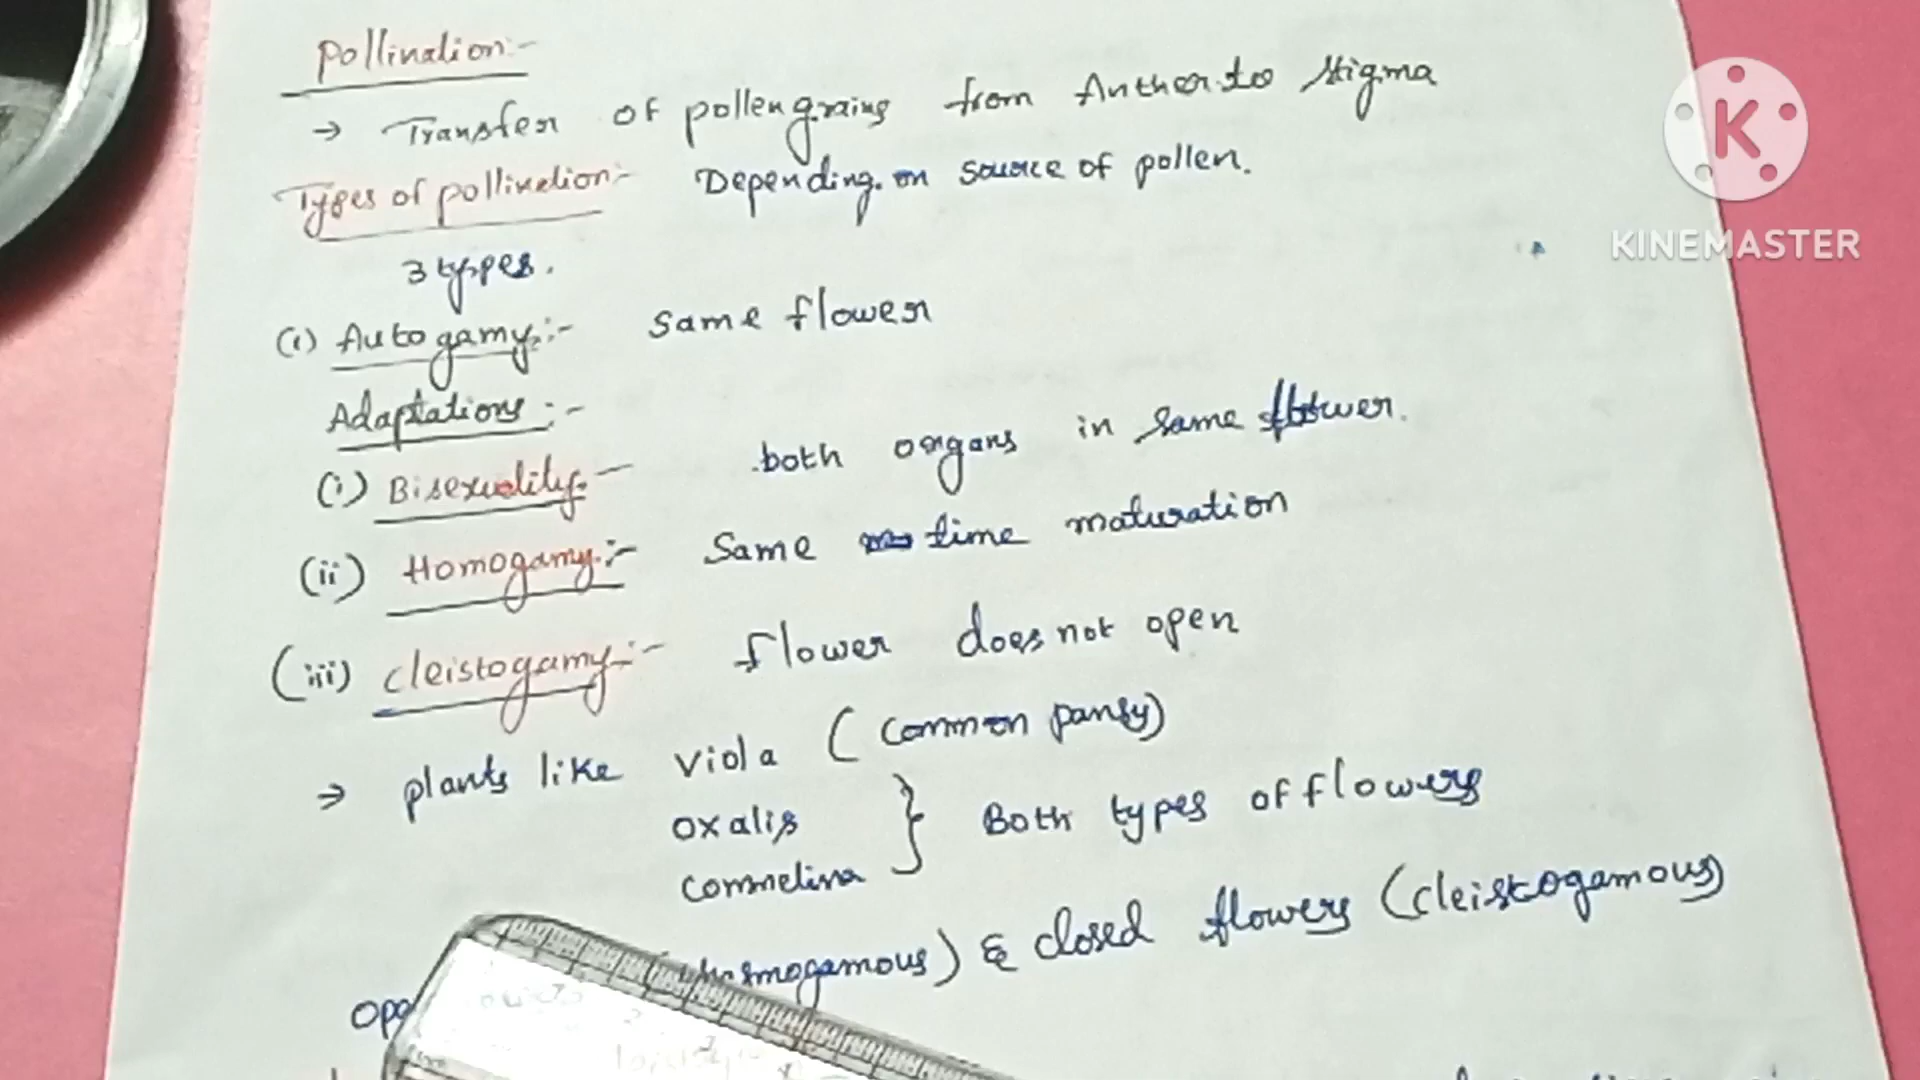 Pollination:-
→ Transfer of pollengrains from Anther to stigma
Types of pollination:- Depending on source of pollen.
3 types.
(i) Autogamy:- Same flower
Adaptations:-
(i) Bisexuality:- both organs in same flower.
(ii) Homogamy:- Same time maturation
(iii) cleistogamy:- flower does not open
→ plants like viola (common pansy)
oxalis
commelina } Both types of flowers
& closed flowers (cleistogamous)
K
KINEMASTER